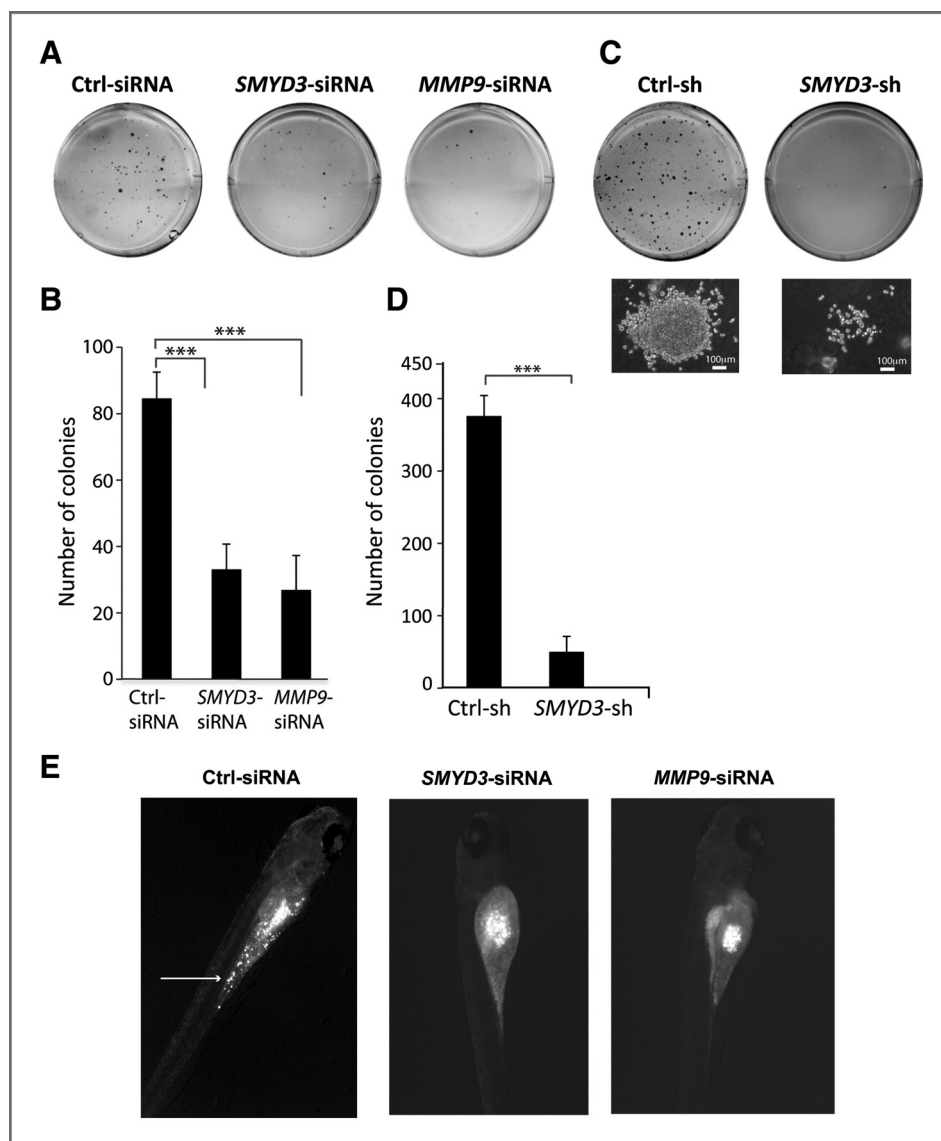 A
Ctrl-siRNA
SMYD3-siRNA
MMP9-siRNA
C
Ctrl-sh
SMYD3-sh
100μm
100μm
B
Number of colonies
100
80
60
40
20
0
***
***
Ctrl-
siRNA
SMYD3-
siRNA
MMP9-
siRNA
D
Number of colonies
450
400
300
200
100
0
***
Ctrl-sh
SMYD3-sh
E
Ctrl-siRNA
SMYD3-siRNA
MMP9-siRNA